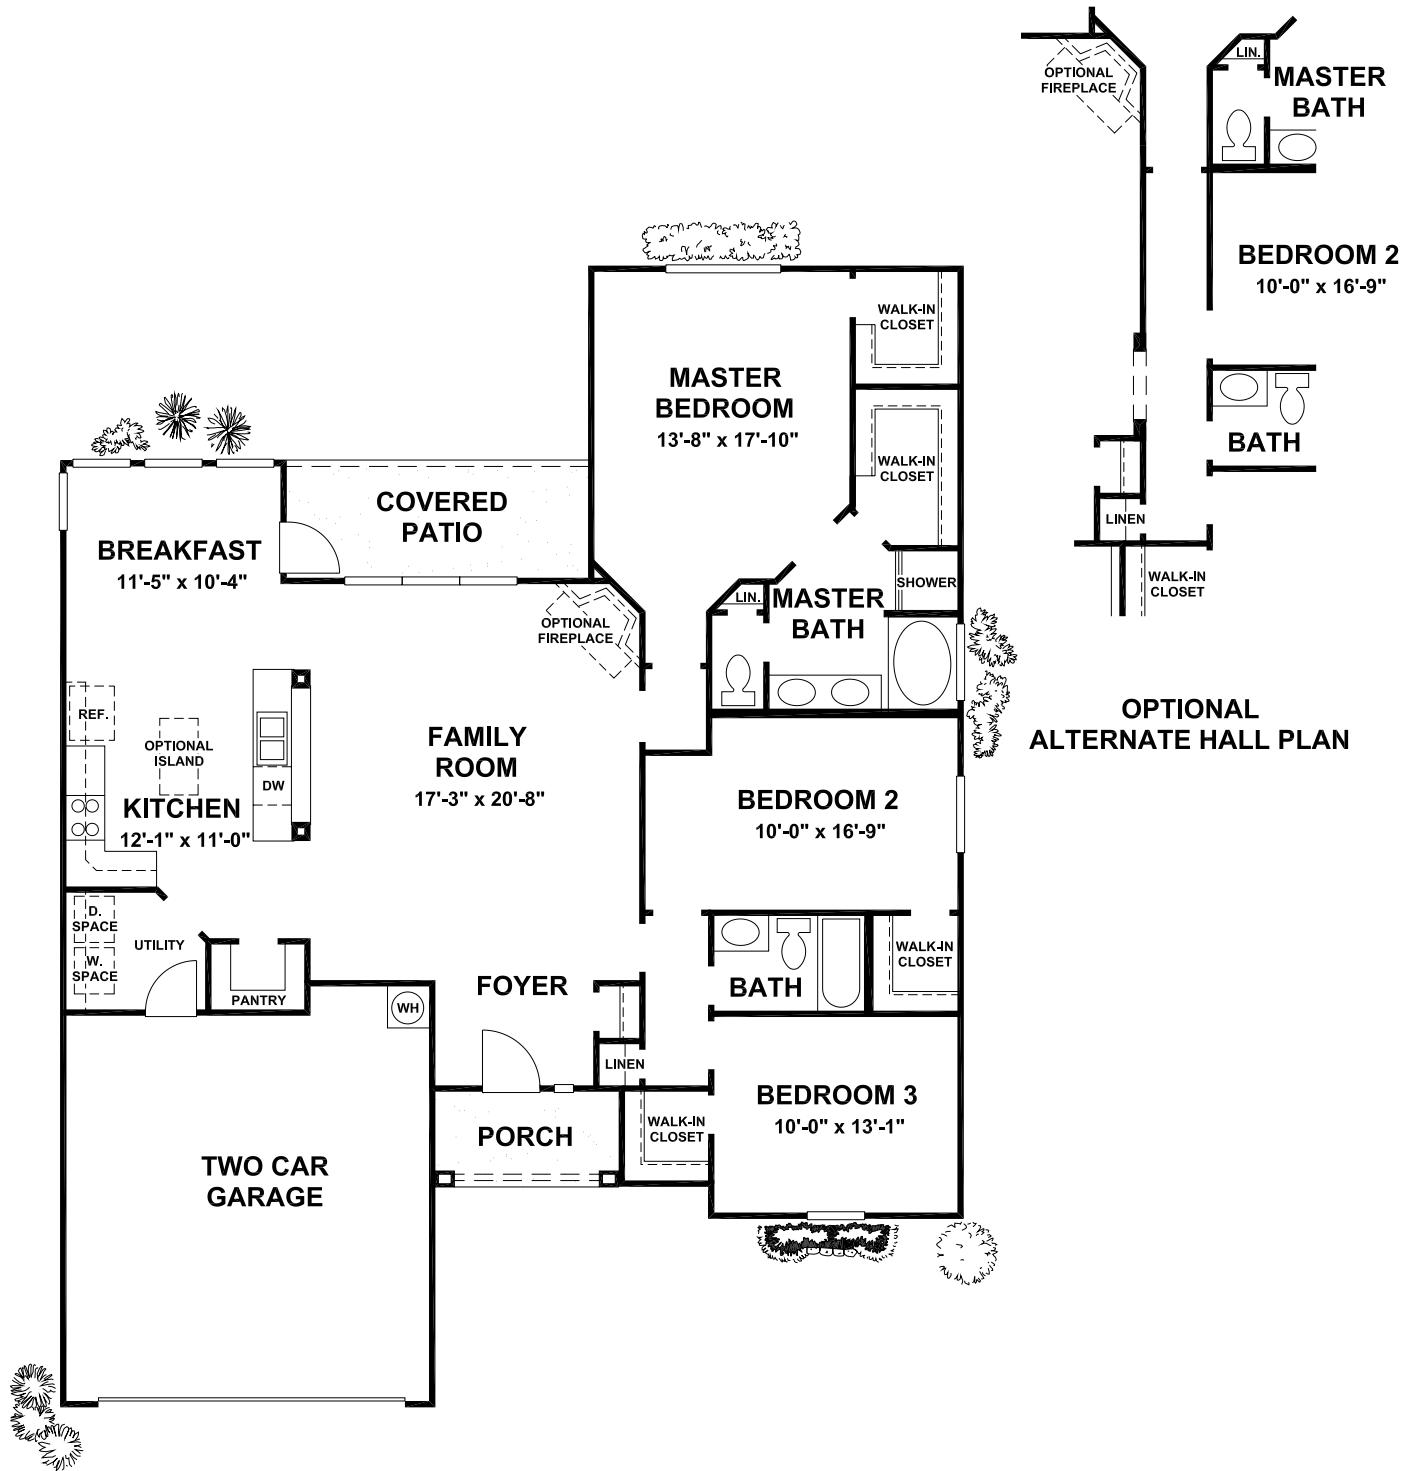 OPTIONAL
FIREPLACE
LIN.
MASTER
BATH
BEDROOM 2
10'-0" x 16'-9"
BATH
LINEN
WALK-IN
CLOSET
OPTIONAL
ALTERNATE HALL PLAN
WALK-IN
CLOSET
MASTER
BEDROOM
13'-8" x 17'-10"
WALK-IN
CLOSET
COVERED
PATIO
BREAKFAST
11'-5" x 10'-4"
SHOWER
LIN.
MASTER
BATH
OPTIONAL
FIREPLACE
REF.
OPTIONAL
ISLAND
DW
KITCHEN
12'-1" x 11'-0"
FAMILY
ROOM
17'-3" x 20'-8"
BEDROOM 2
10'-0" x 16'-9"
D.
SPACE
W.
SPACE
UTILITY
PANTRY
WH
FOYER
BATH
WALK-IN
CLOSET
LINEN
BEDROOM 3
10'-0" x 13'-1"
WALK-IN
CLOSET
PORCH
TWO CAR
GARAGE